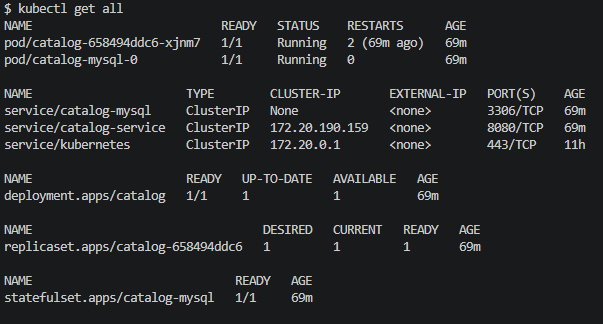 $ kubectl get all
NAME READY STATUS RESTARTS AGE
pod/catalog-658494ddc6-xjnm7 1/1 Running 2 (69m ago) 69m
pod/catalog-mysql-0 1/1 Running 0 69m
NAME TYPE CLUSTER-IP EXTERNAL-IP PORT(S) AGE
service/catalog-mysql ClusterIP None <none> 3306/TCP 69m
service/catalog-service ClusterIP 172.20.190.159 <none> 8080/TCP 69m
service/kubernetes ClusterIP 172.20.0.1 <none> 443/TCP 11h
NAME READY UP-TO-DATE AVAILABLE AGE
deployment.apps/catalog 1/1 1 1 69m
NAME DESIRED CURRENT READY AGE
replicaset.apps/catalog-658494ddc6 1 1 1 69m
NAME READY AGE
statefulset.apps/catalog-mysql 1/1 69m